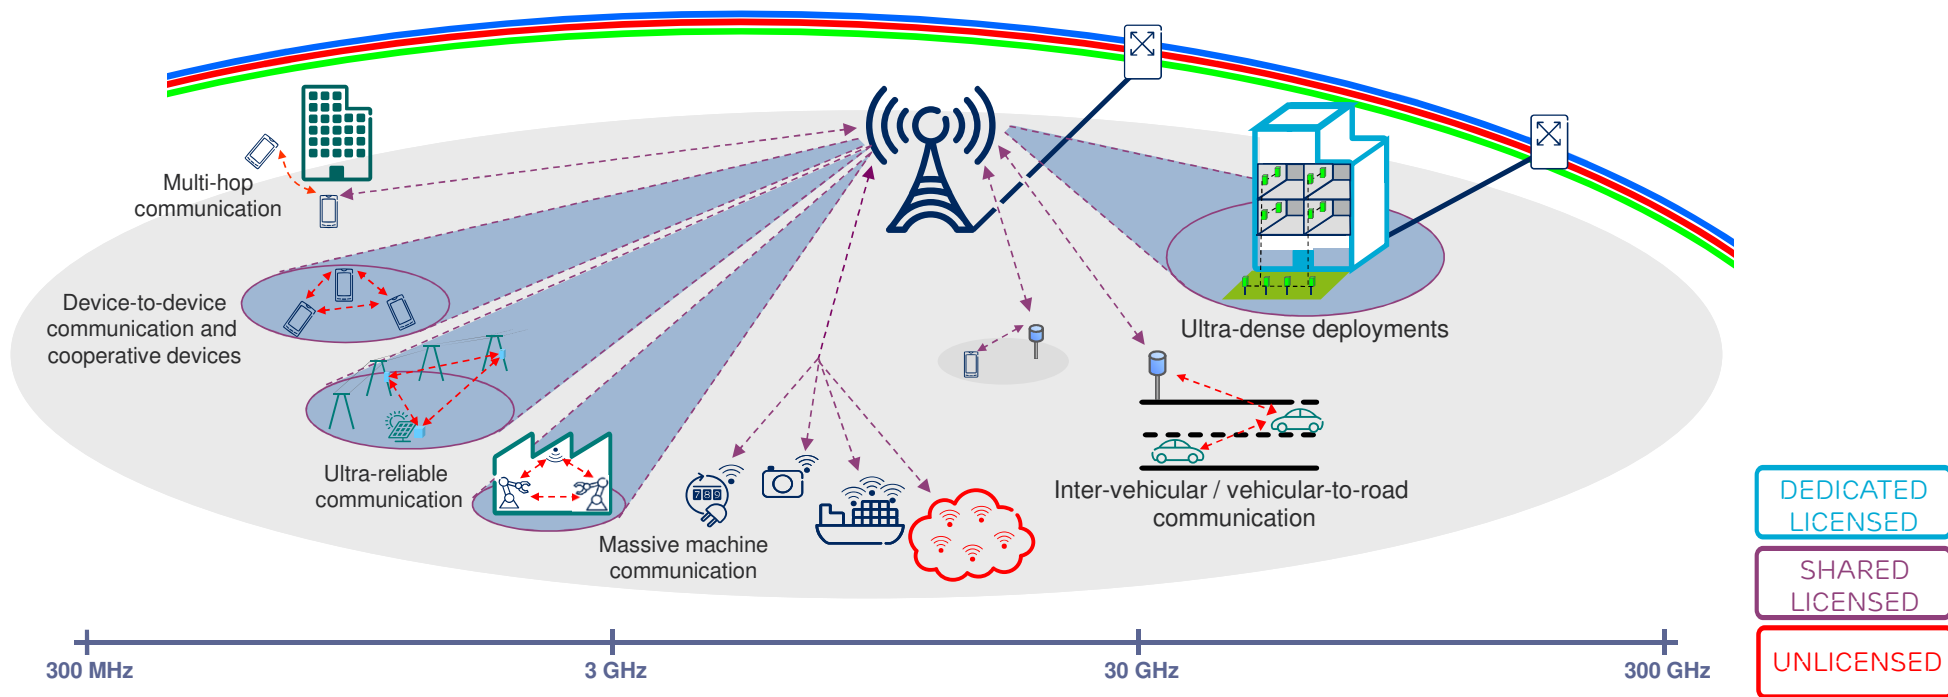 Multi-hop
communication
Device-to-device
communication and
cooperative devices
Ultra-reliable
communication
789
Massive machine
communication
Ultra-dense deployments
Inter-vehicular / vehicular-to-road
communication
DEDICATED
LICENSED
SHARED
LICENSED
UNLICENSED
300 MHz
3 GHz
30 GHz
300 GHz